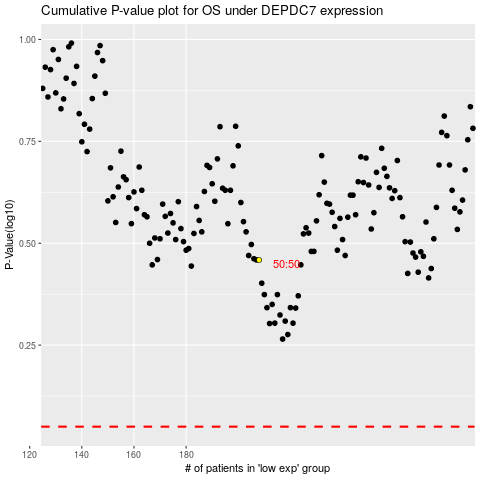 Cumulative P-value plot for OS under DEPDC7 expression
P-Value(log10)
1.00
0.75
0.50
0.25
50:50
120 140 160 180
# of patients in 'low exp' group